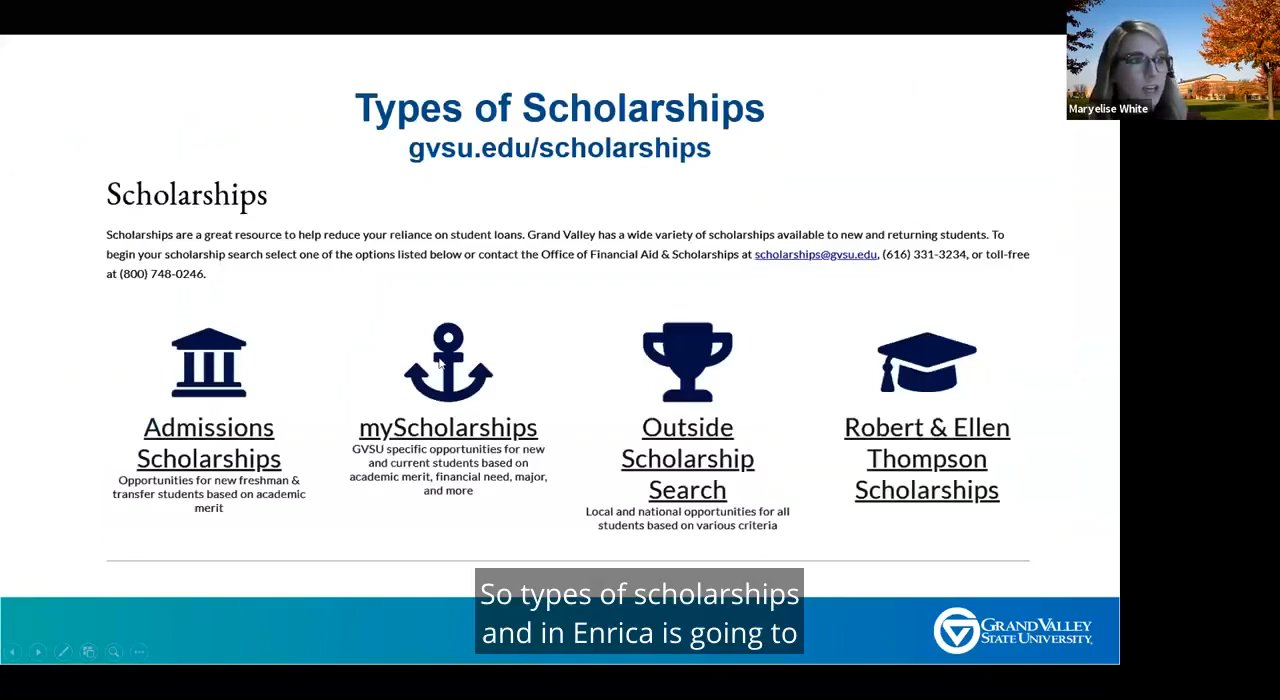 Types of Scholarships
gvsu.edu/scholarships
Maryelise White
Scholarships
Scholarships are a great resource to help reduce your reliance on student loans. Grand Valley has a wide variety of scholarships available to new and returning students. To
begin your scholarship search select one of the options listed below or contact the Office of Financial Aid & Scholarships at scholarships@gvsu.edu, (616) 331-3234, or toll-free
at (800) 748-0246.
Admissions
Scholarships
Opportunities for new freshman &
transfer students based on academic
merit
myScholarships
GVSU specific opportunities for new
and current students based on
academic merit, financial need, major,
and more
Outside
Scholarship
Search
Local and national opportunities for all
students based on various criteria
Robert & Ellen
Thompson
Scholarships
So types of scholarships
and in Enrica is going to
GRAND VALLEY
STATE UNIVERSITY